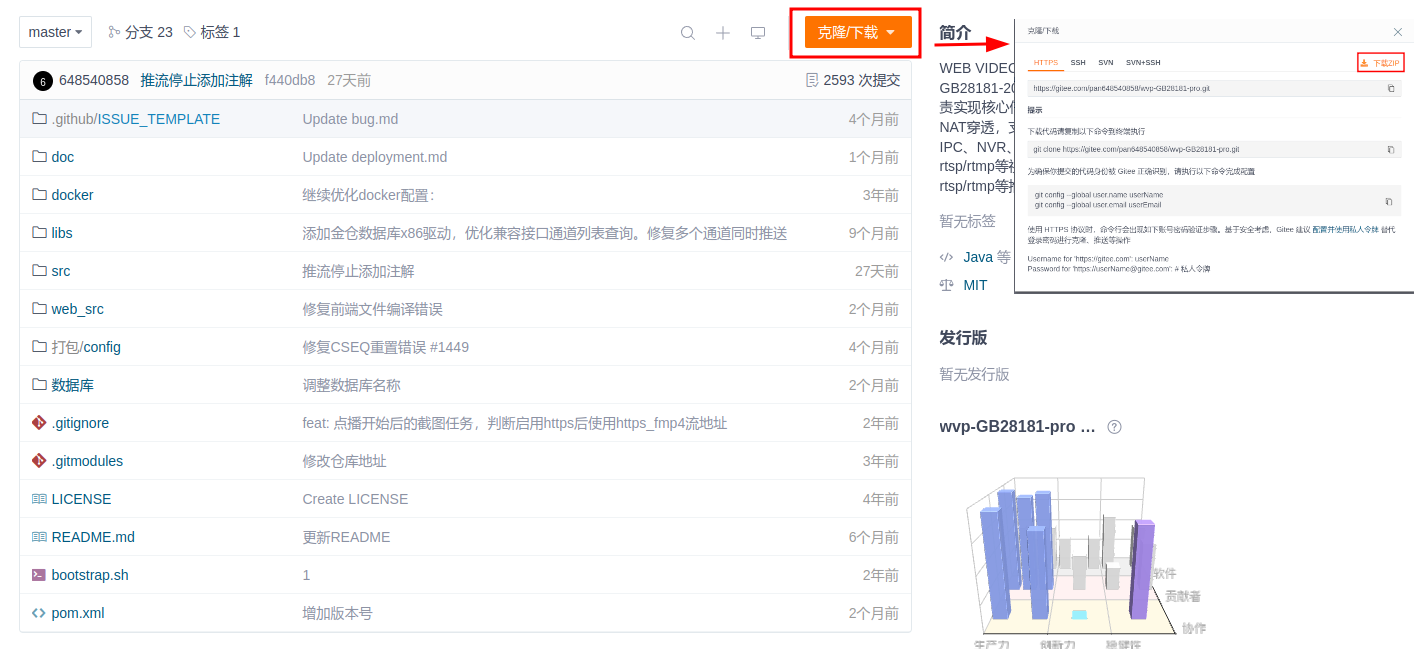 master
分支 23
标签 1
克隆/下载
6
648540858 推流停止添加注解 f440db8 27天前
2593 次提交
.github/ISSUE_TEMPLATE Update bug.md 4个月前
doc Update deployment.md 1个月前
docker 继续优化docker配置: 3年前
libs 添加金仓数据库x86驱动，优化兼容接口通道列表查询。修复多个通道同时推送 9个月前
src 推流停止添加注解 27天前
web_src 修复前端文件编译错误 2个月前
打包/config 修复CSEQ重置错误 #1449 4个月前
数据库 调整数据库名称 2个月前
.gitignore feat: 点播开始后的截图任务，判断启用https后使用https_fmp4流地址 2年前
.gitmodules 修改仓库地址 3年前
LICENSE Create LICENSE 4年前
README.md 更新README 6个月前
bootstrap.sh 1 2年前
pom.xml 增加版本号 2个月前
简介
WEB VIDEO
GB28181-20
责实现核心
NAT穿透，
IPC、NVR、
rtsp/rtmp等
rtsp/rtmp等
暂无标签
Java 等
MIT
发行版
暂无发行版
wvp-GB28181-pro ...
软件
贡献者
协作
生产力
创新力
稳健性
克隆/下载
HTTPS SSH SVN SVN+SSH
下载ZIP
https://gitee.com/pan648540858/wvp-GB28181-pro.git
提示
下载代码请复制以下命令到终端执行
git clone https://gitee.com/pan648540858/wvp-GB28181-pro.git
为确保你提交的代码身份被 Gitee 正确识别，请执行以下命令完成配置
git config --global user.name userName
git config --global user.email userEmail
使用 HTTPS 协议时，命令行会出现如下账号密码验证步骤。基于安全考虑，Gitee 建议 配置并使用私人令牌 替代
登录密码进行克隆、推送等操作
Username for 'https://gitee.com': userName
Password for 'https://userName@gitee.com': # 私人令牌